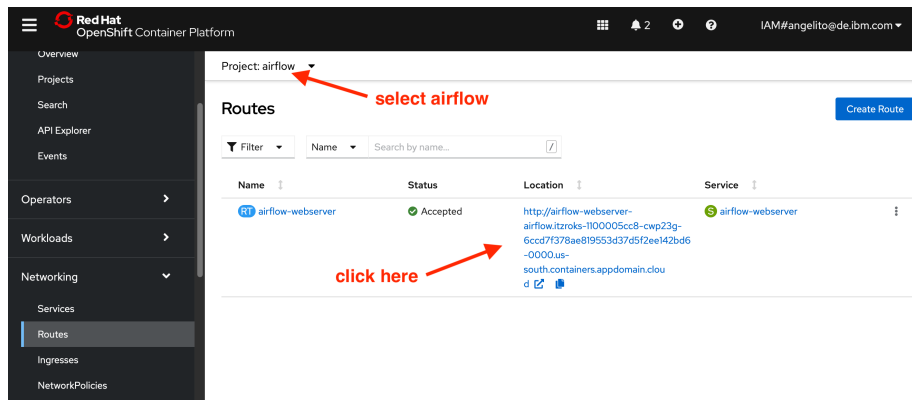 Red Hat
OpenShift Container Platform
2
IAM#angelito@de.ibm.com
Overview
Projects
Search
API Explorer
Events
Operators
Workloads
Networking
Services
Routes
Ingresses
NetworkPolicies
Project: airflow
select airflow
Routes
Create Route
Filter
Name
Search by name...
/
Name Status Location Service
RT airflow-webserver
Accepted
http://airflow-webserver-
airflow.itzroks-1100005cc8-cwp23g-
6ccd7f378ae819553d37d5f2ee142bd6
-0000.us-
south.containers.appdomain.clou
d
S airflow-webserver
click here